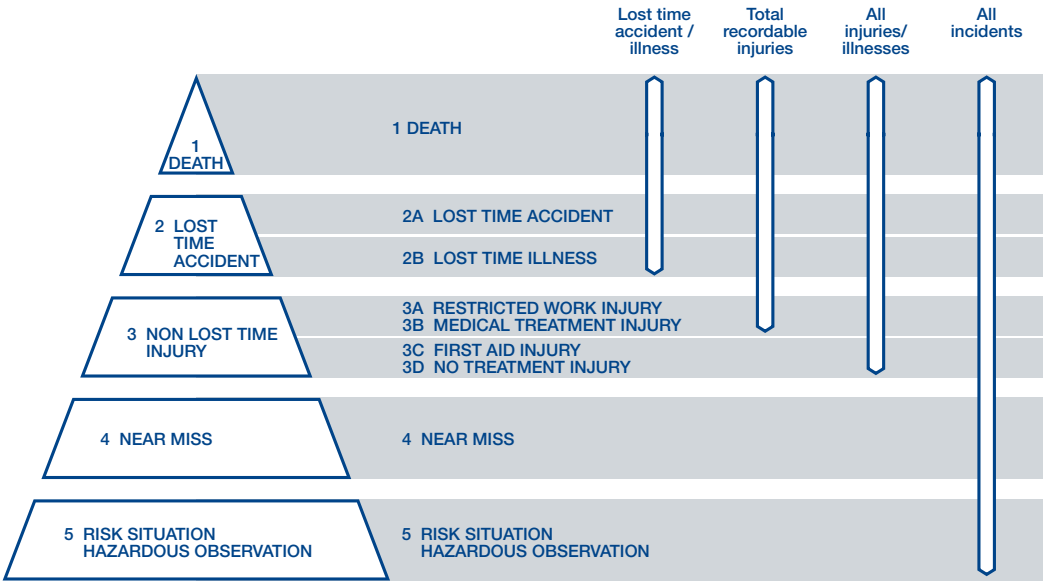 Lost time
accident /
illness
Total
recordable
injuries
All
injuries/
illnesses
All
incidents
1
DEATH
1 DEATH
2 LOST
TIME
ACCIDENT
2A LOST TIME ACCIDENT
2B LOST TIME ILLNESS
3 NON LOST TIME
INJURY
3A RESTRICTED WORK INJURY
3B MEDICAL TREATMENT INJURY
3C FIRST AID INJURY
3D NO TREATMENT INJURY
4 NEAR MISS
4 NEAR MISS
5 RISK SITUATION
HAZARDOUS OBSERVATION
5 RISK SITUATION
HAZARDOUS OBSERVATION